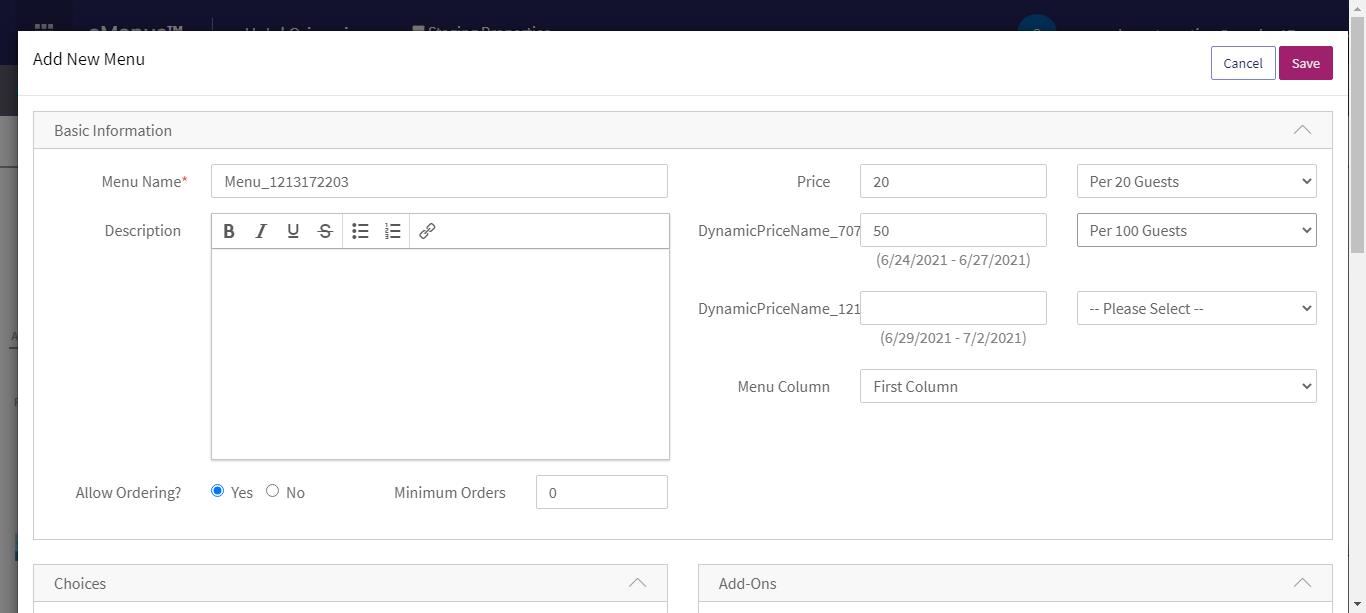 Add New Menu
Cancel
Save
Basic Information
Menu Name*
Menu_1213172203
Price
20
Per 20 Guests
Description
B I U S
DynamicPriceName_707
50
Per 100 Guests
(6/24/2021 - 6/27/2021)
DynamicPriceName_121
-- Please Select --
(6/29/2021 - 7/2/2021)
Menu Column
First Column
Allow Ordering?
Yes
No
Minimum Orders
0
Choices
Add-Ons